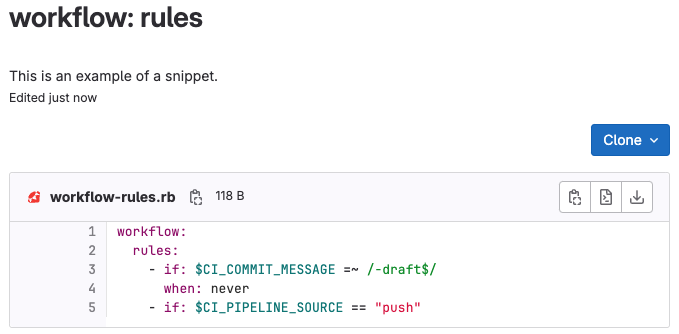 workflow: rules
This is an example of a snippet.
Edited just now
Clone
workflow-rules.rb 118 B
1 workflow:
2   rules:
3     - if: $CI_COMMIT_MESSAGE =~ /-draft$/
4       when: never
5     - if: $CI_PIPELINE_SOURCE == "push"